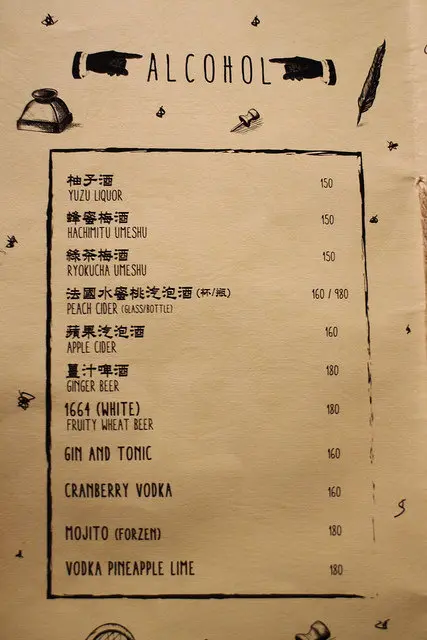 ALCOHOL
柚子酒 150
YUZU LIQUOR
蜂蜜梅酒 150
HACHIMITU UMESHU
綠茶梅酒 150
RYOKUCHA UMESHU
法國水蜜桃汽泡酒 (杯/瓶) 160 / 980
PEACH CIDER (GLASS/BOTTLE)
蘋果汽泡酒 160
APPLE CIDER
薑汁啤酒 180
GINGER BEER
1664 (WHITE) 180
FRUITY WHEAT BEER
GIN AND TONIC 160
CRANBERRY VODKA 160
MOJITO (FORZEN) 180
VODKA PINEAPPLE LIME 180